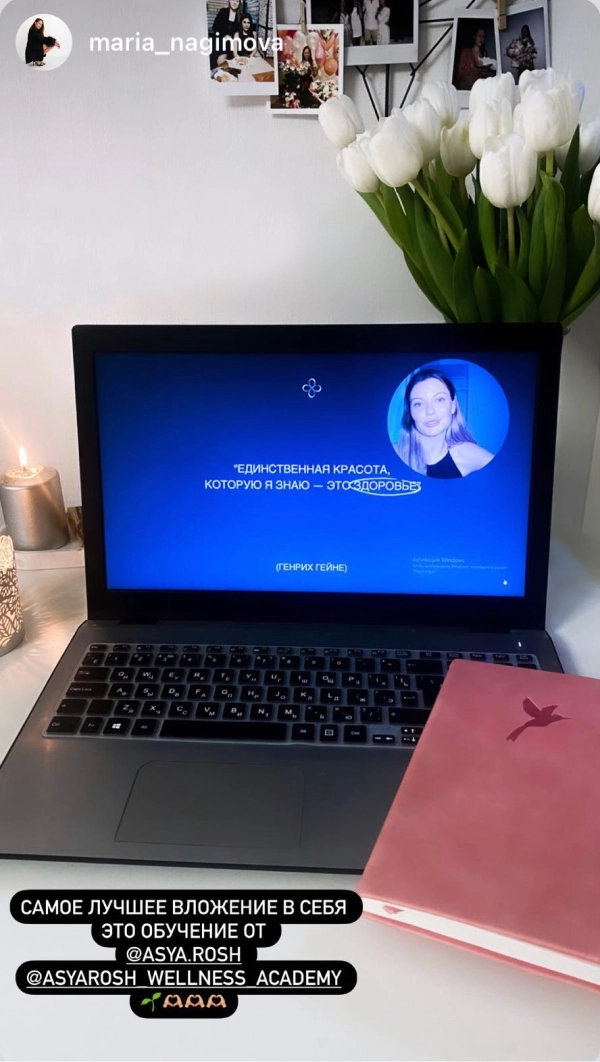 maria_nagimova
"ЕДИНСТВЕННАЯ КРАСОТА,
КОТОРУЮ Я ЗНАЮ — ЭТО ЗДОРОВЬЕ"
(ГЕНРИХ ГЕЙНЕ)
Активация Windows
САМОЕ ЛУЧШЕЕ ВЛОЖЕНИЕ В СЕБЯ
ЭТО ОБУЧЕНИЕ ОТ
@ASYA.ROSH
@ASYAROSH_WELLNESS_ACADEMY
🌱🫶🏼🫶🏼🫶🏼